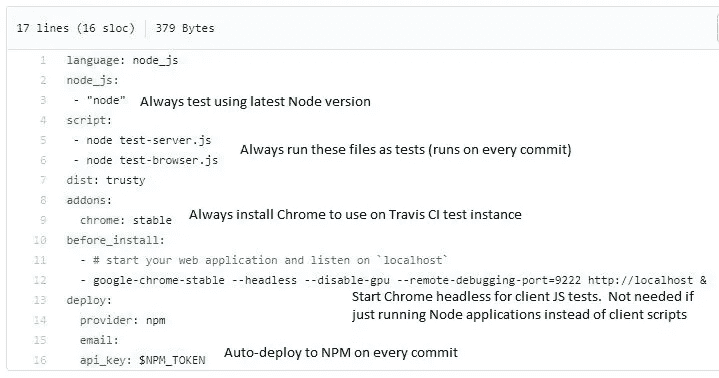 17 lines (16 sloc) 379 Bytes
1 language: node_js
2 node_js:
3 - "node" Always test using latest Node version
4 script:
5 - node test-server.js
Always run these files as tests (runs on every commit)
6 - node test-browser.js
7 dist: trusty
8 addons:
9 chrome: stable Always install Chrome to use on Travis CI test instance
10 before_install:
11 - # start your web application and listen on `localhost`
12 - google-chrome-stable --headless --disable-gpu --remote-debugging-port=9222 http://localhost &
13 deploy: Start Chrome headless for client JS tests. Not needed if
14 provider: npm just running Node applications instead of client scripts
15 email:
16 api_key: $NPM_TOKEN Auto-deploy to NPM on every commit